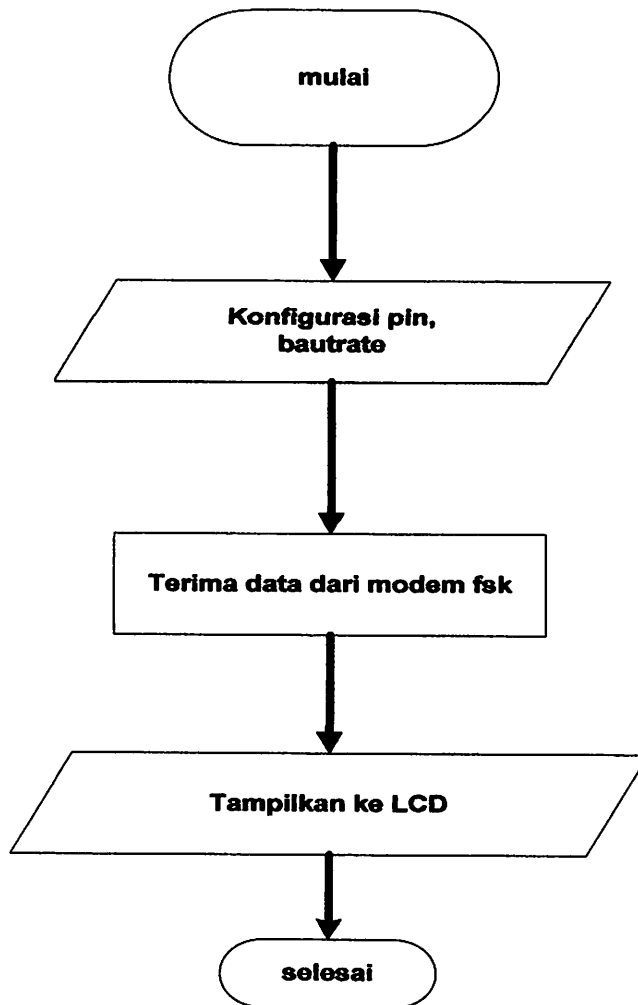 mulai
Konfigurasi pin,
bautrate
Terima data dari modem fsk
Tampilkan ke LCD
selesai